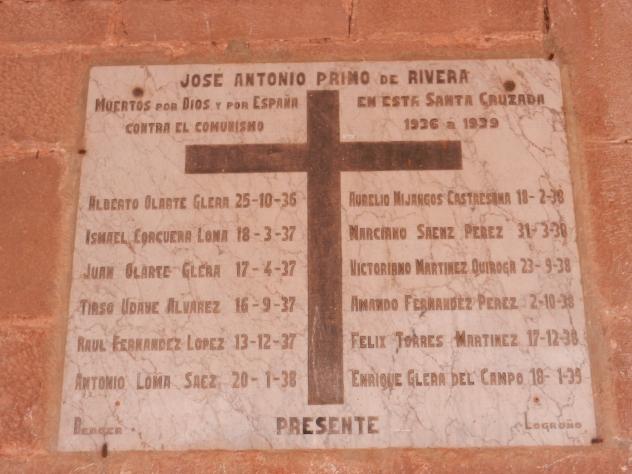 JOSE ANTONIO PRIMO DE RIVERA
MUERTOS POR DIOS Y POR ESPAÑA EN ESTA SANTA CRUZADA
CONTRA EL COMUNISMO 1936 A 1939
ALBERTO OLARTE GLERA 25-10-36
ISMAEL CORCUERA LOMA 18-3-37
JUAN OLARTE GLERA 17-4-37
TIRSO UDAVE ALVAREZ 16-9-37
RAUL FERNANDEZ LOPEZ 13-12-37
ANTONIO LOMA SAEZ 20-1-38
AURELIO MIJANGOS CASTRESANA 18-2-38
MARCIANO SAENZ PEREZ 31-3-38
VICTORIANO MARTINEZ QUIROGA 23-9-38
AMANDO FERNANDEZ PEREZ 2-10-38
FELIX TORRES MARTINEZ 17-12-38
ENRIQUE GLERA DEL CAMPO 18-1-39
BERGER PRESENTE LOGROÑO